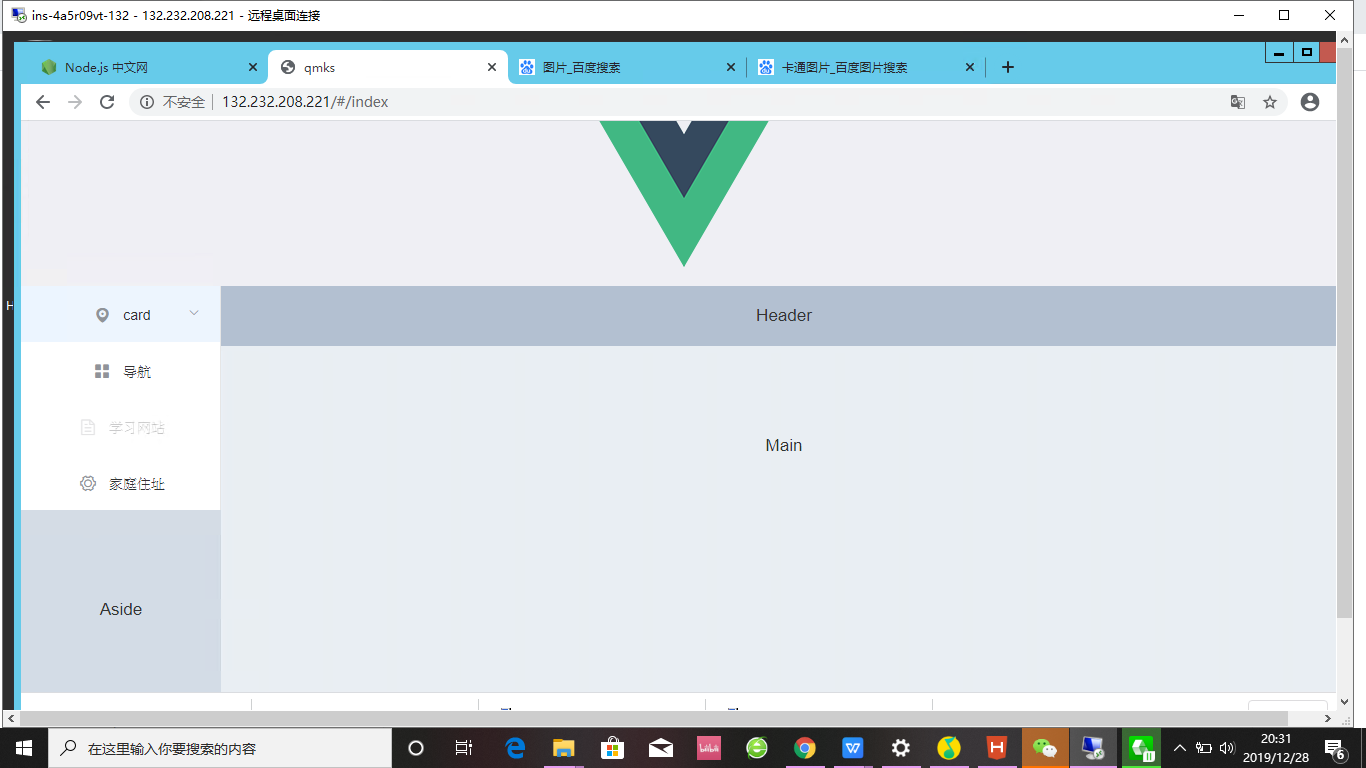 ins-4a5r09vt-132 - 132.232.208.221 - 远程桌面连接
Node.js 中文网
qmks
图片_百度搜索
卡通图片_百度图片搜索
不安全
132.232.208.221/#/index
card
Header
导航
学习网站
Main
家庭住址
Aside
在这里输入你要搜索的内容
20:31
2019/12/28
6